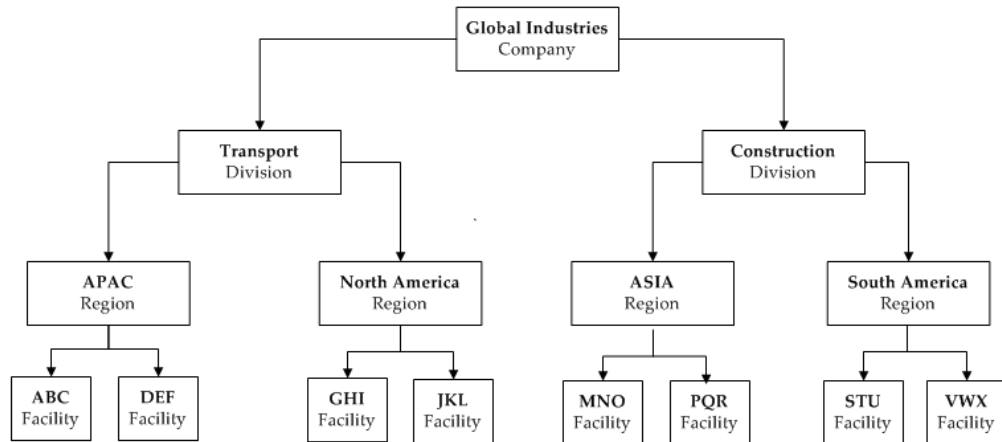 Global Industries
Company
Transport
Division
Construction
Division
APAC
Region
North America
Region
ASIA
Region
South America
Region
ABC
Facility
DEF
Facility
GHI
Facility
JKL
Facility
MNO
Facility
PQR
Facility
STU
Facility
VWX
Facility